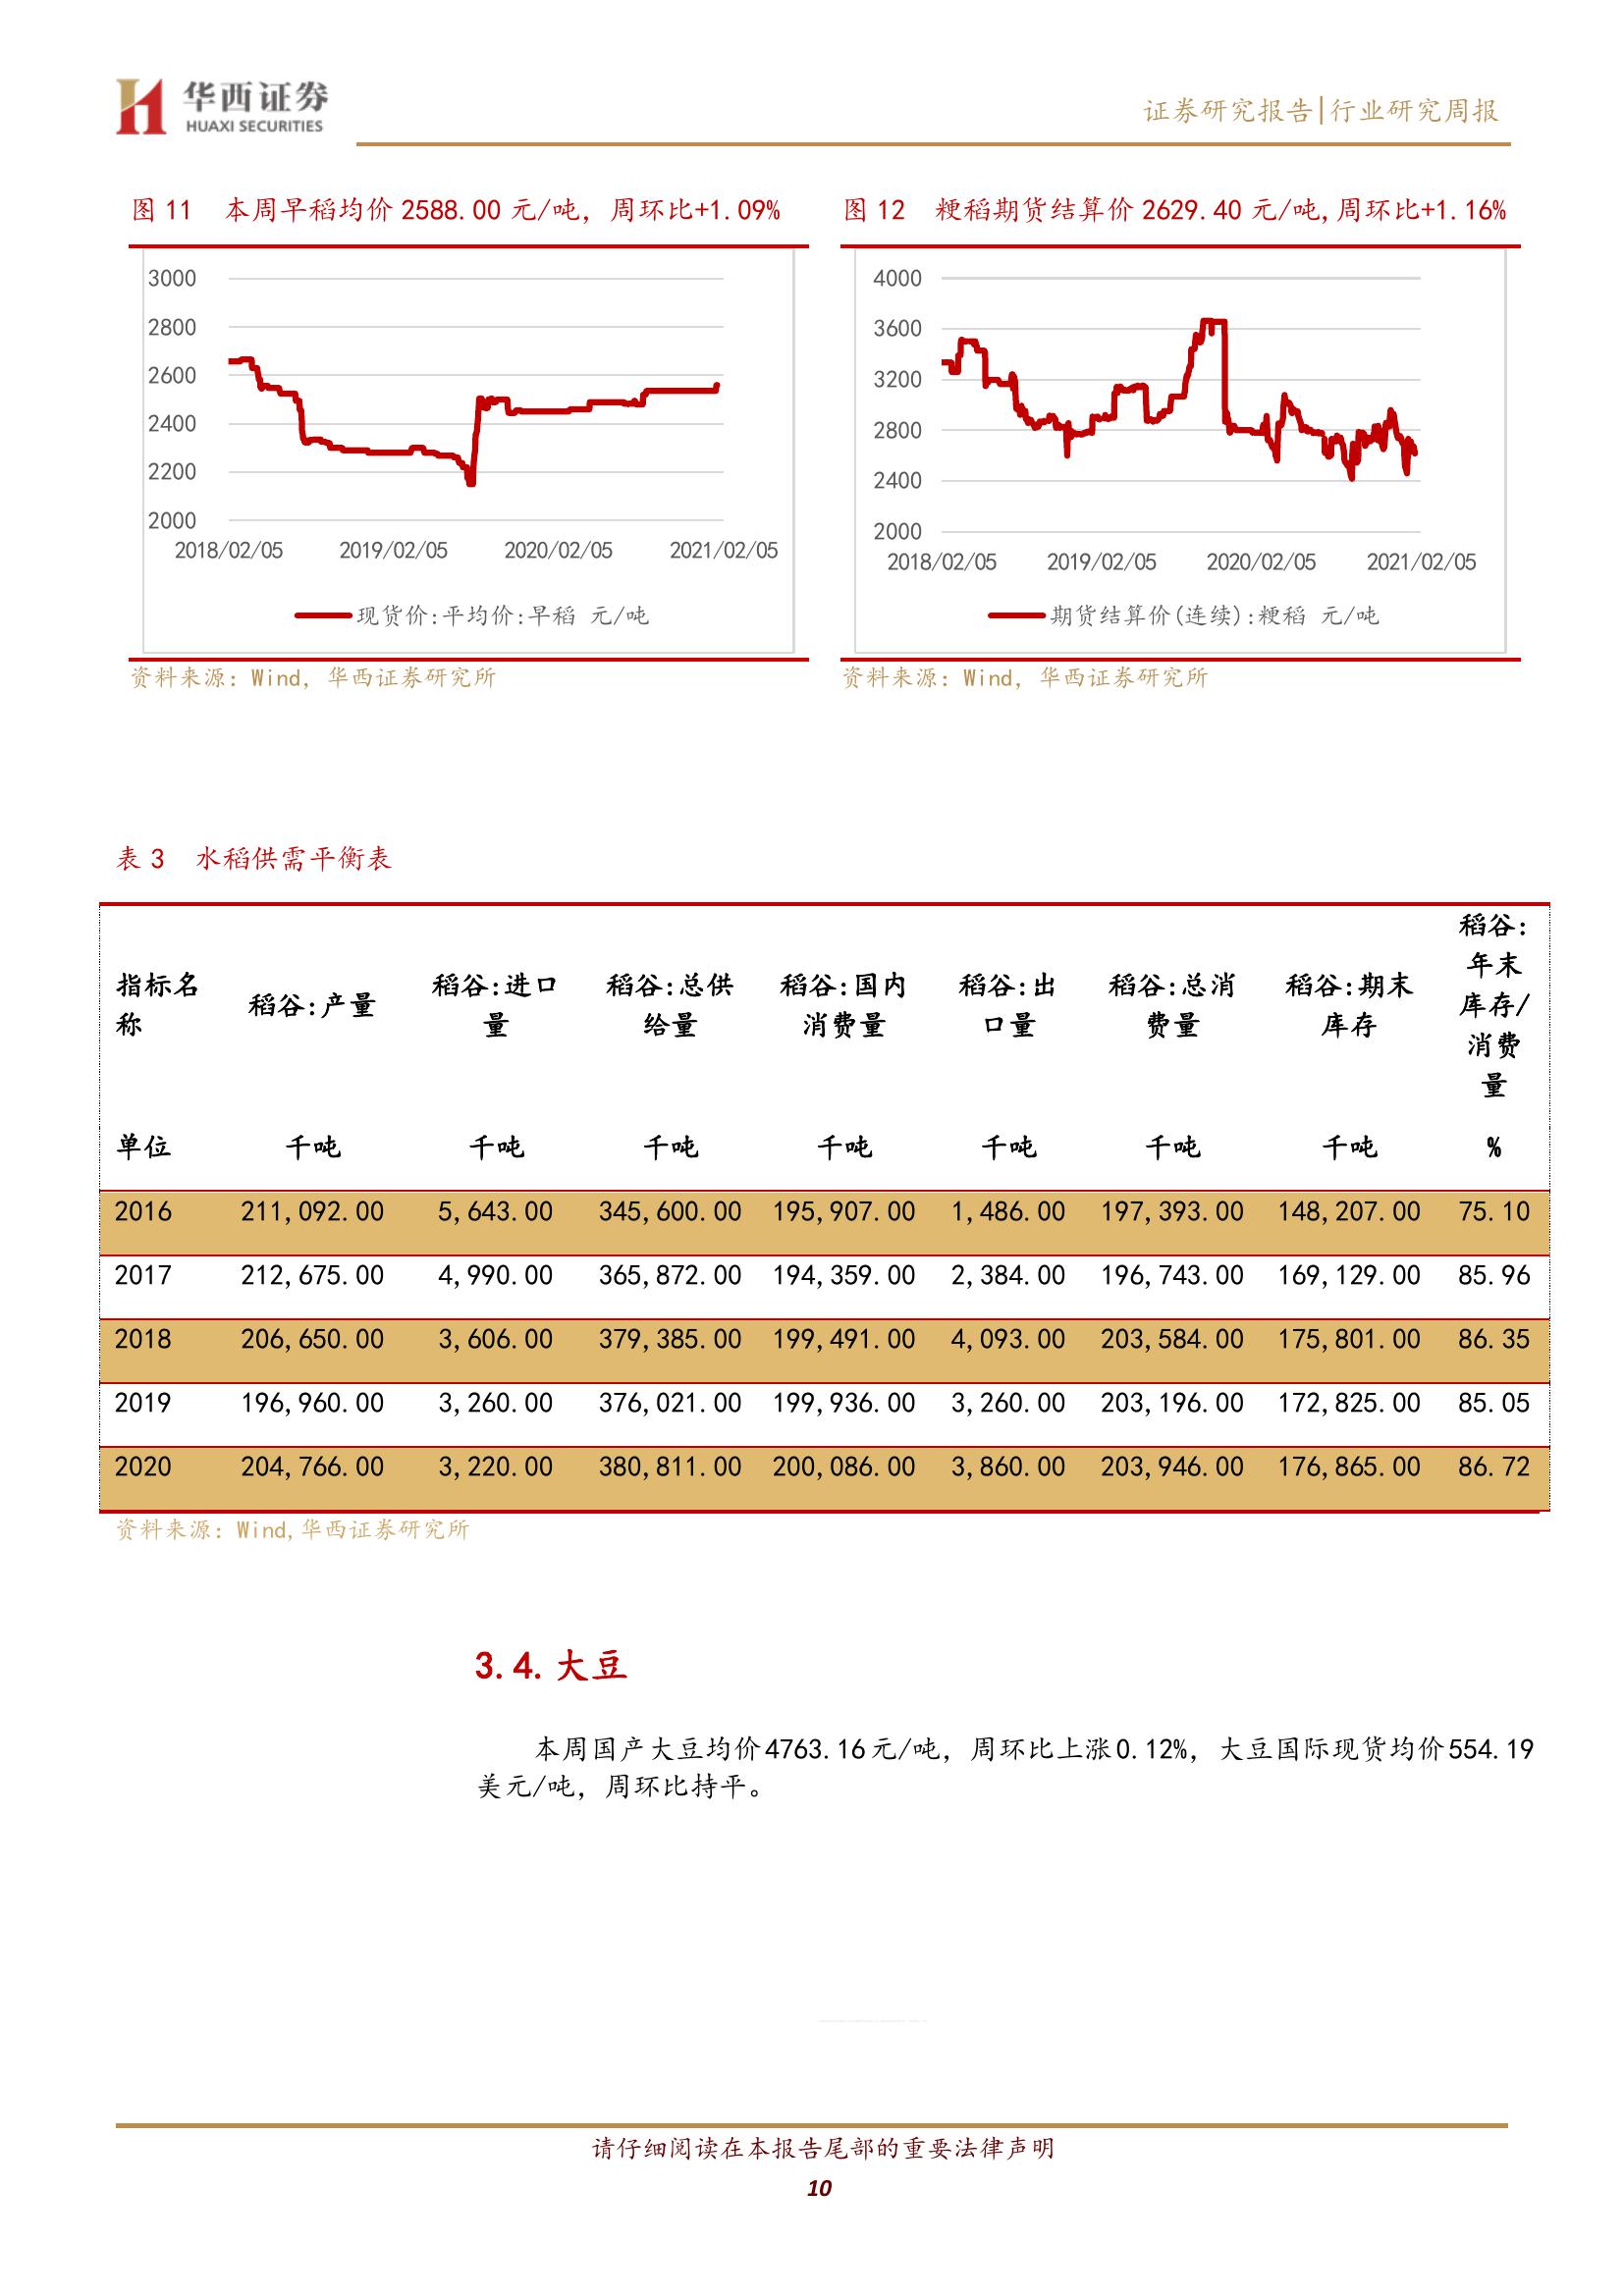 华西证券
HUAXI SECURITIES
证券研究报告|行业研究周报
图 11 本周早稻均价 2588.00 元/吨，周环比+1.09%
3000
2800
2600
2400
2200
2000
2018/02/05 2019/02/05 2020/02/05 2021/02/05
现货价:平均价:早稻 元/吨
资料来源：Wind，华西证券研究所
图 12 粳稻期货结算价 2629.40 元/吨,周环比+1.16%
4000
3600
3200
2800
2400
2000
2018/02/05 2019/02/05 2020/02/05 2021/02/05
期货结算价(连续):粳稻 元/吨
资料来源：Wind，华西证券研究所
表 3 水稻供需平衡表
指标名称 稻谷:产量 稻谷:进口量 稻谷:总供给量 稻谷:国内消费量 稻谷:出口量 稻谷:总消费量 稻谷:期末库存 稻谷:年末库存/消费量
单位 千吨 千吨 千吨 千吨 千吨 千吨 千吨 %
2016 211,092.00 5,643.00 345,600.00 195,907.00 1,486.00 197,393.00 148,207.00 75.10
2017 212,675.00 4,990.00 365,872.00 194,359.00 2,384.00 196,743.00 169,129.00 85.96
2018 206,650.00 3,606.00 379,385.00 199,491.00 4,093.00 203,584.00 175,801.00 86.35
2019 196,960.00 3,260.00 376,021.00 199,936.00 3,260.00 203,196.00 172,825.00 85.05
2020 204,766.00 3,220.00 380,811.00 200,086.00 3,860.00 203,946.00 176,865.00 86.72
资料来源：Wind,华西证券研究所
3.4. 大豆
本周国产大豆均价4763.16元/吨，周环比上涨0.12%，大豆国际现货均价554.19
美元/吨，周环比持平。
请仔细阅读在本报告尾部的重要法律声明
10